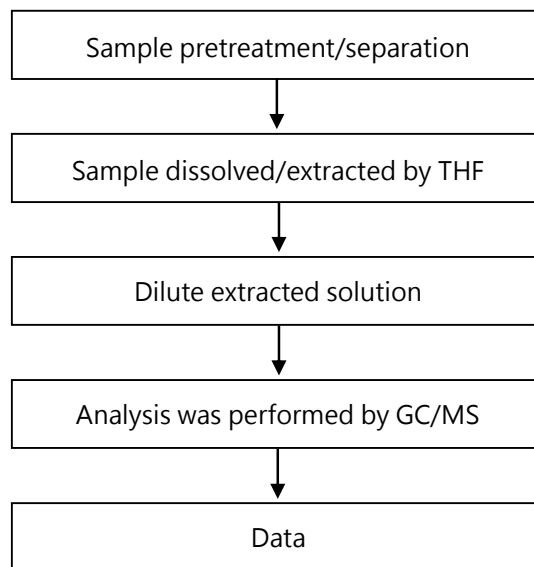 Sample pretreatment/separation
Sample dissolved/extracted by THF
Dilute extracted solution
Analysis was performed by GC/MS
Data